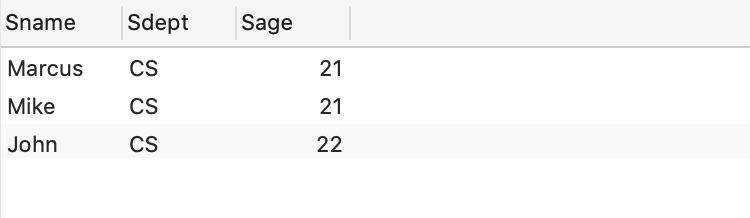 Sname Sdept Sage
Marcus CS 21
Mike CS 21
John CS 22